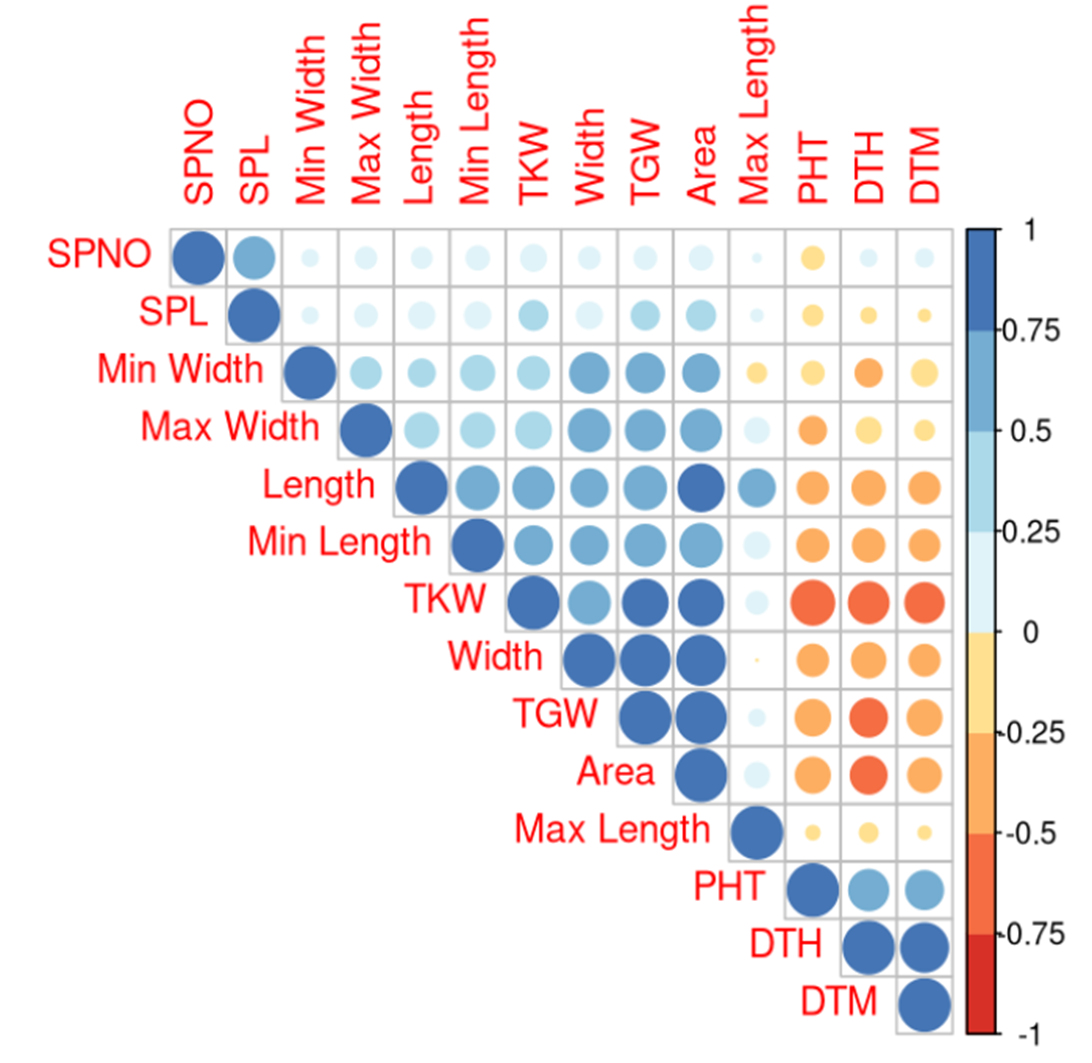 SPNO
SPL
Min Width
Max Width
Length
Min Length
TKW
Width
TGW
Area
Max Length
PHT
DTH
DTM
SPNO
SPL
Min Width
Max Width
Length
Min Length
TKW
Width
TGW
Area
Max Length
PHT
DTH
DTM
1
0.75
0.5
0.25
0
-0.25
-0.5
-0.75
-1